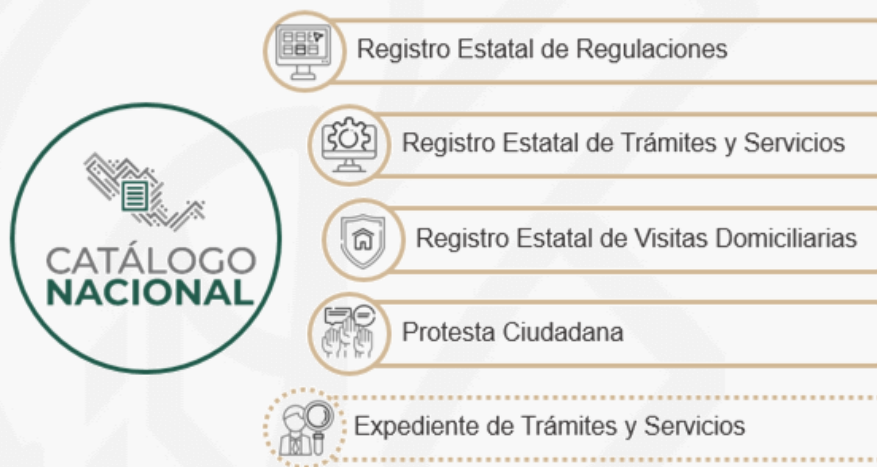 Registro Estatal de Regulaciones
Registro Estatal de Trámites y Servicios
CATÁLOGO
NACIONAL
Registro Estatal de Visitas Domiciliarias
Protesta Ciudadana
Expediente de Trámites y Servicios